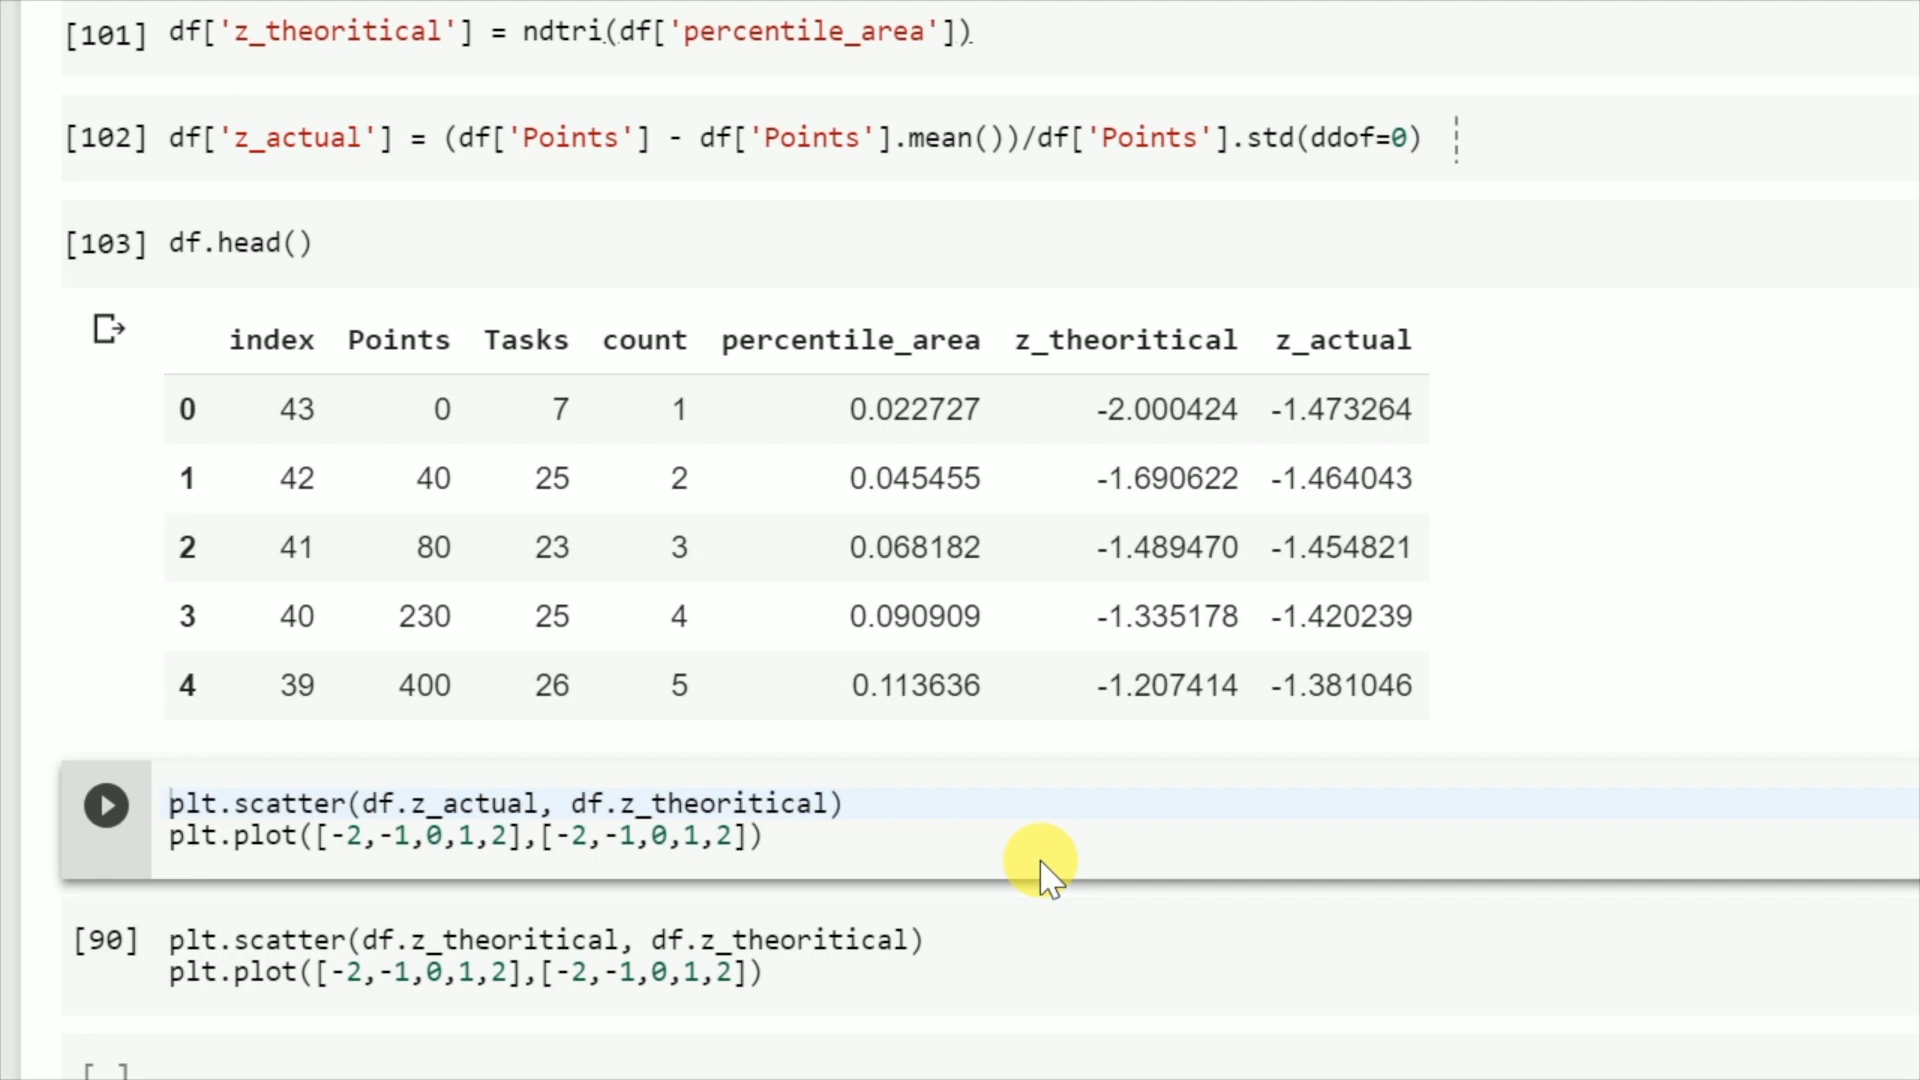 [101] df['z_theoritical'] = ndtri(df['percentile_area'])
[102] df['z_actual'] = (df['Points'] - df['Points'].mean())/df['Points'].std(ddof=0)
[103] df.head()
index Points Tasks count percentile_area z_theoritical z_actual
0 43 0 7 1 0.022727 -2.000424 -1.473264
1 42 40 25 2 0.045455 -1.690622 -1.464043
2 41 80 23 3 0.068182 -1.489470 -1.454821
3 40 230 25 4 0.090909 -1.335178 -1.420239
4 39 400 26 5 0.113636 -1.207414 -1.381046
plt.scatter(df.z_actual, df.z_theoritical)
plt.plot([-2,-1,0,1,2],[-2,-1,0,1,2])
[90] plt.scatter(df.z_theoritical, df.z_theoritical)
plt.plot([-2,-1,0,1,2],[-2,-1,0,1,2])
[ ]